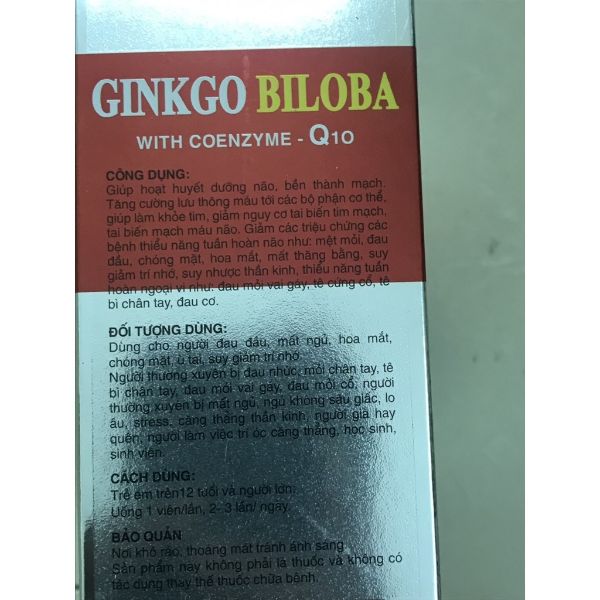 GINKGO BILOBA
WITH COENZYME - Q10
CÔNG DỤNG:
Giúp hoạt huyết dưỡng não, bền thành mạch.
Tăng cường lưu thông máu tới các bộ phận cơ thể,
giúp làm khỏe tim, giảm nguy cơ tai biến tim mạch,
tai biến mạch máu não. Giảm các triệu chứng các
bệnh thiểu năng tuần hoàn não như: mệt mỏi, đau
đầu, chóng mặt, hoa mắt, mất thăng bằng, suy
giảm trí nhớ, suy nhược thần kinh, thiểu năng tuần
hoàn ngoại vi như: đau mỏi vai gáy, tê cứng cổ, tê
bì chân tay, đau cơ.
ĐỐI TƯỢNG DÙNG:
Dùng cho người đau đầu, mất ngủ, hoa mắt,
chóng mặt, ù tai, suy giảm trí nhớ.
Người thường xuyên bị đau nhức, mỏi chân tay, tê
bì chân tay, đau mỏi vai gáy, đau mỏi cổ, người
thường xuyên bị mất ngủ, ngủ không sâu giấc, lo
âu, stress, căng thẳng thần kinh, người già hay
quên, người làm việc trí óc căng thẳng, học sinh,
sinh viên.
CÁCH DÙNG:
Trẻ em trên12 tuổi và người lớn:
Uống 1 viên/lần, 2- 3 lần/ ngày.
BẢO QUẢN
Nơi khô ráo, thoáng mát tránh ánh sáng
Sản phẩm này không phải là thuốc và không có
tác dụng thay thế thuốc chữa bệnh.